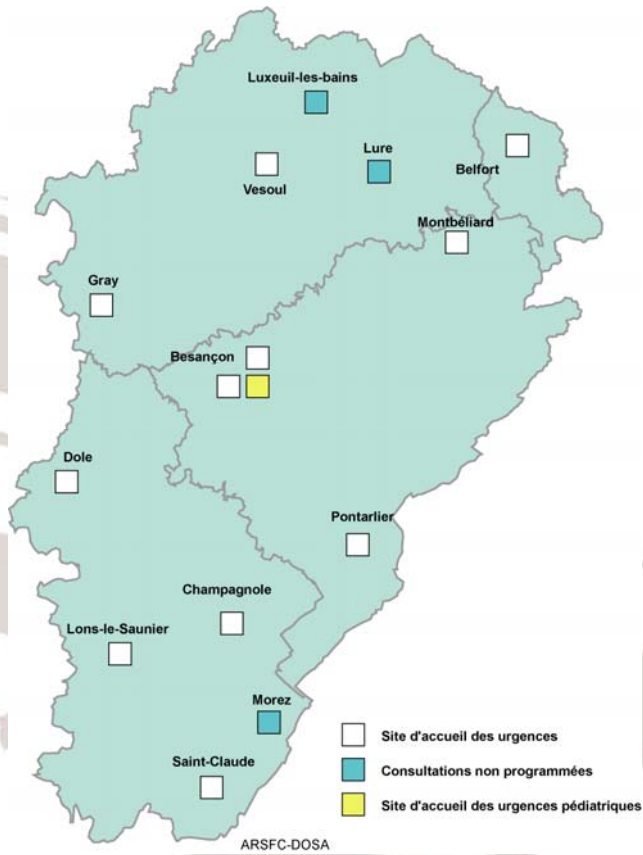 Luxeuil-les-bains
Lure
Vesoul
Belfort
Montbéliard
Gray
Besançon
Dole
Pontarlier
Champagnole
Lons-le-Saunier
Morez
Saint-Claude
Site d'accueil des urgences
Consultations non programmées
Site d'accueil des urgences pédiatriques
ARSFC-DOSA